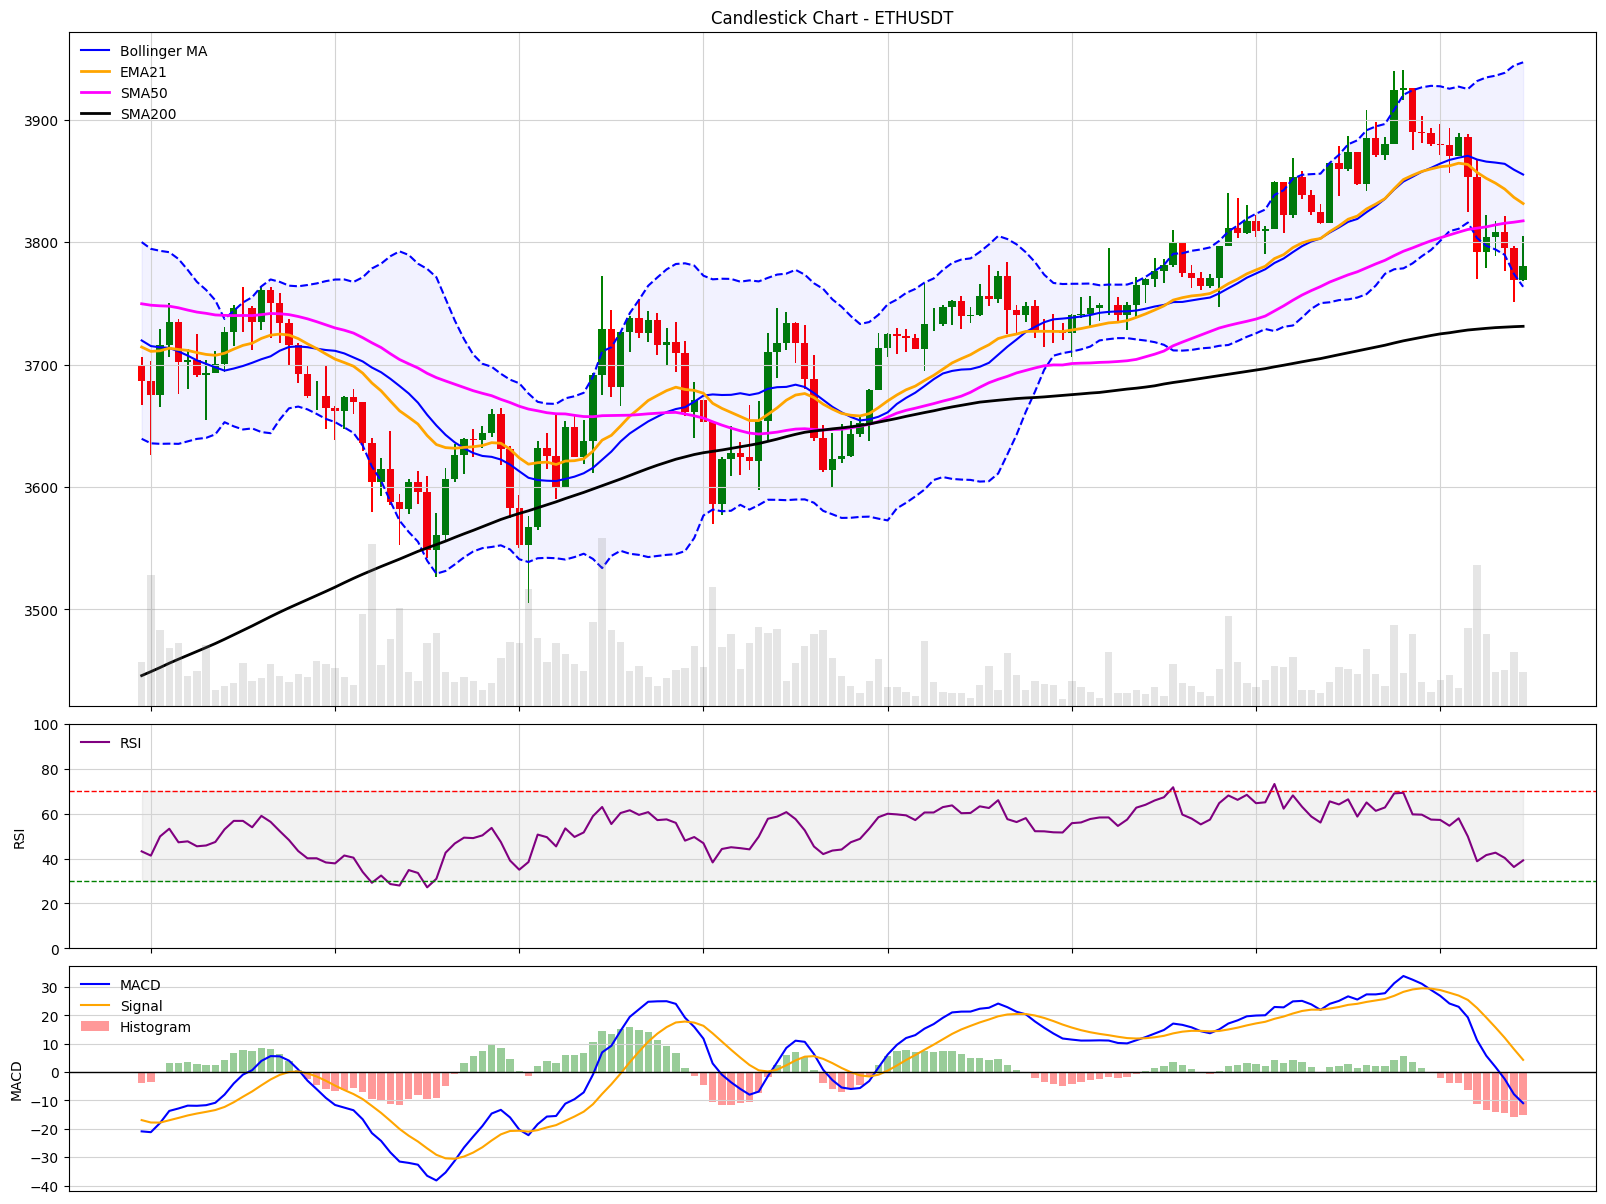 Candlestick Chart - ETHUSDT
Bollinger MA
EMA21
SMA50
SMA200
3900
3800
3700
3600
3500
RSI
100
80
60
40
20
0
RSI
MACD
Signal
Histogram
30
20
10
0
−10
−20
−30
−40
MACD